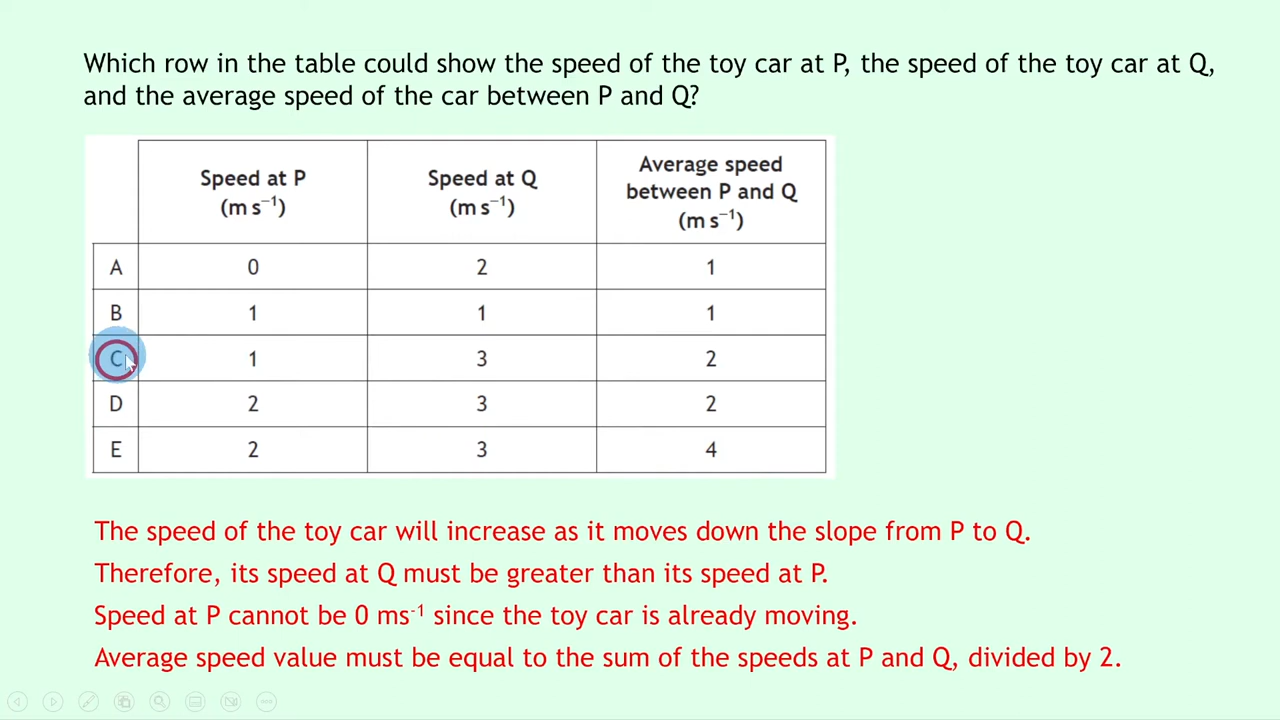 Which row in the table could show the speed of the toy car at P, the speed of the toy car at Q,
and the average speed of the car between P and Q?
Speed at P
(m s⁻¹)
Speed at Q
(m s⁻¹)
Average speed
between P and Q
(m s⁻¹)
A 0 2 1
B 1 1 1
C 1 3 2
D 2 3 2
E 2 3 4
The speed of the toy car will increase as it moves down the slope from P to Q.
Therefore, its speed at Q must be greater than its speed at P.
Speed at P cannot be 0 ms⁻¹ since the toy car is already moving.
Average speed value must be equal to the sum of the speeds at P and Q, divided by 2.